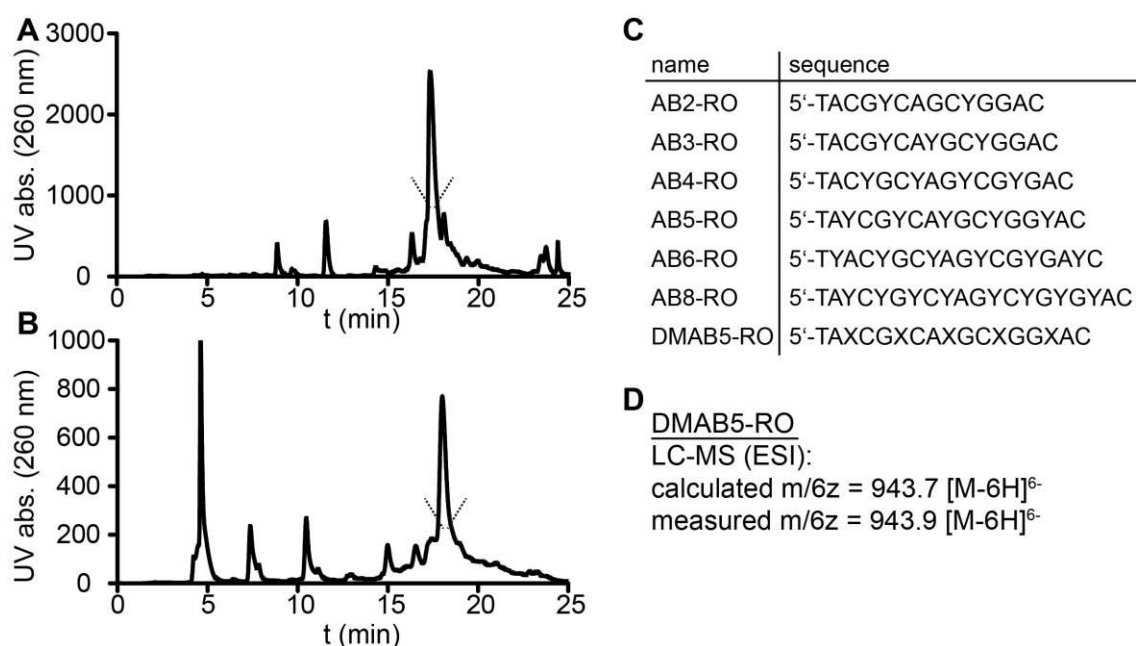 A
3000
2000
1000
0
UV abs. (260 nm)
0 5 10 15 20 25
t (min)
B
1000
800
600
400
200
0
UV abs. (260 nm)
0 5 10 15 20 25
t (min)
C
name sequence
AB2-RO 5‘-TACGYCAGCYGGAC
AB3-RO 5‘-TACGYCAYGCYGGAC
AB4-RO 5‘-TACYGCYAGYCGYGAC
AB5-RO 5‘-TAYCGYCAYGCYGGYAC
AB6-RO 5‘-TYACYGCYAGYCGYGAYC
AB8-RO 5‘-TAYCYGYCYAGYCYGYGYAC
DMAB5-RO 5‘-TAXCGXCAXGCXGGXAC
D
DMAB5-RO
LC-MS (ESI):
calculated m/6z = 943.7 [M-6H]⁶⁻
measured m/6z = 943.9 [M-6H]⁶⁻